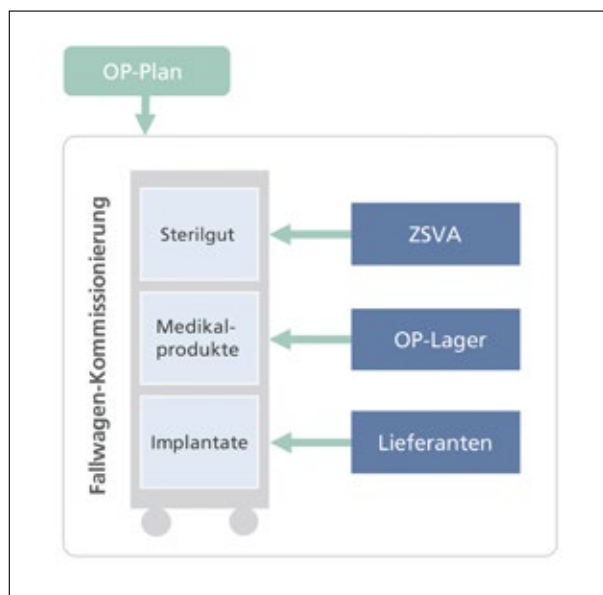 OP-Plan
Fallwagen-Kommissionierung
Sterilgut
ZSVA
Medikal-
produkte
OP-Lager
Implantate
Lieferanten